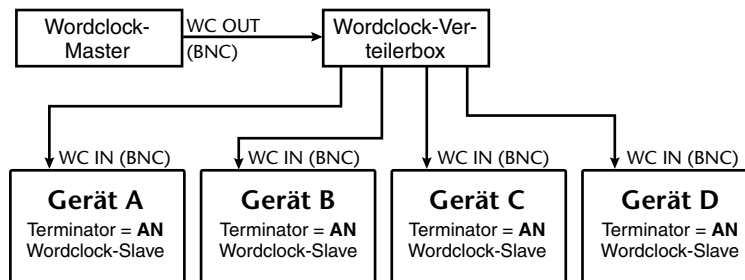 Wordclock-
Master
WC OUT
(BNC)
Wordclock-Ver-
teilerbox
WC IN (BNC)
WC IN (BNC)
WC IN (BNC)
WC IN (BNC)
Gerät A
Terminator = AN
Wordclock-Slave
Gerät B
Terminator = AN
Wordclock-Slave
Gerät C
Terminator = AN
Wordclock-Slave
Gerät D
Terminator = AN
Wordclock-Slave